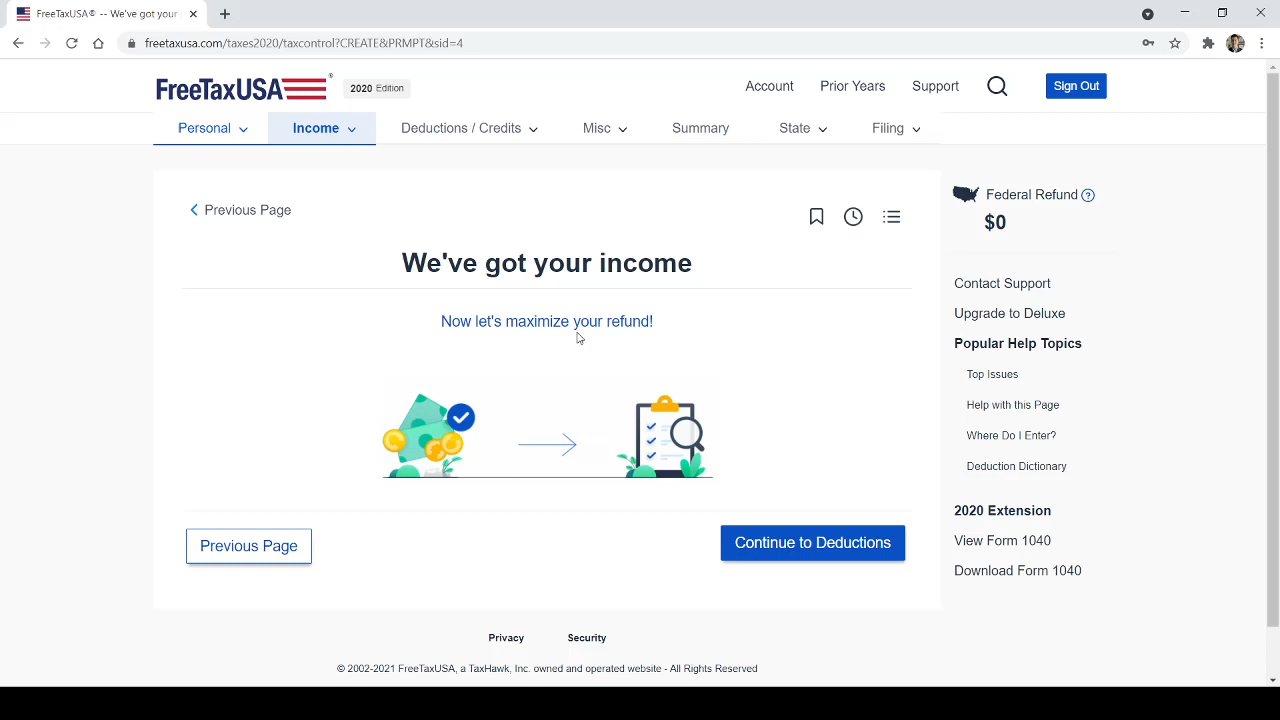 FreeTaxUSA® -- We've got your
freetaxusa.com/taxes2020/taxcontrol?CREATE&PRMPT&sid=4
FreeTaxUSA®
2020 Edition
Account
Prior Years
Support
Sign Out
Personal
Income
Deductions / Credits
Misc
Summary
State
Filing
Previous Page
We've got your income
Now let's maximize your refund!
Previous Page
Continue to Deductions
Federal Refund ?
$0
Contact Support
Upgrade to Deluxe
Popular Help Topics
Top Issues
Help with this Page
Where Do I Enter?
Deduction Dictionary
2020 Extension
View Form 1040
Download Form 1040
Privacy
Security
© 2002-2021 FreeTaxUSA, a TaxHawk, Inc. owned and operated website - All Rights Reserved